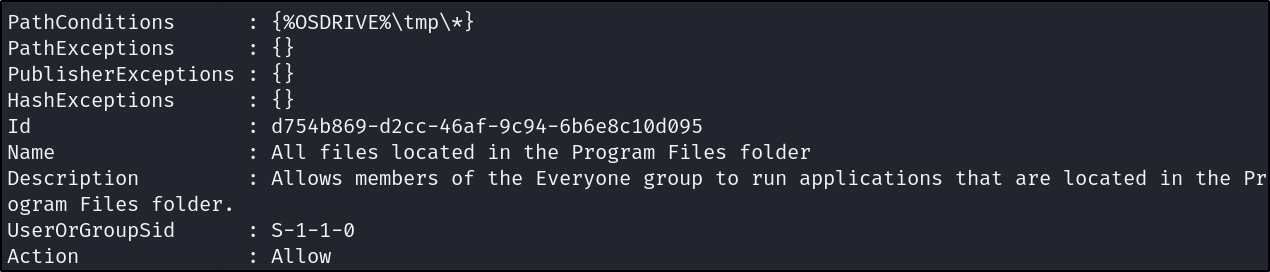 PathConditions      : {%OSDRIVE%\tmp\*}
PathExceptions      : {}
PublisherExceptions : {}
HashExceptions      : {}
Id                  : d754b869-d2cc-46af-9c94-6b6e8c10d095
Name                : All files located in the Program Files folder
Description         : Allows members of the Everyone group to run applications that are located in the Pr
ogram Files folder.
UserOrGroupSid      : S-1-1-0
Action              : Allow